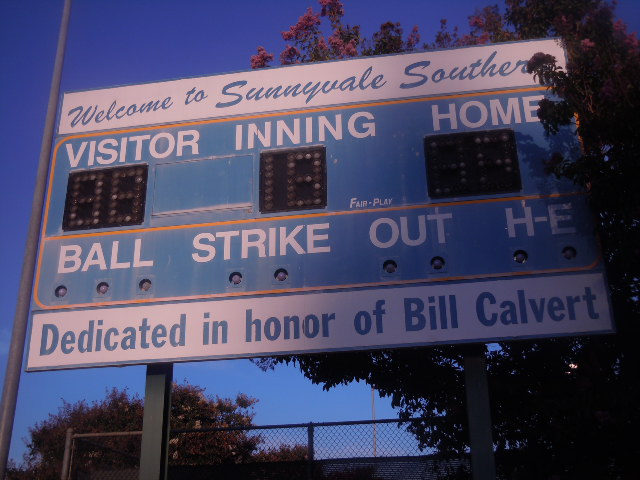 Welcome to Sunnyvale Souther
VISITOR INNING HOME
FAIR-PLAY
BALL STRIKE OUT H-E
Dedicated in honor of Bill Calvert